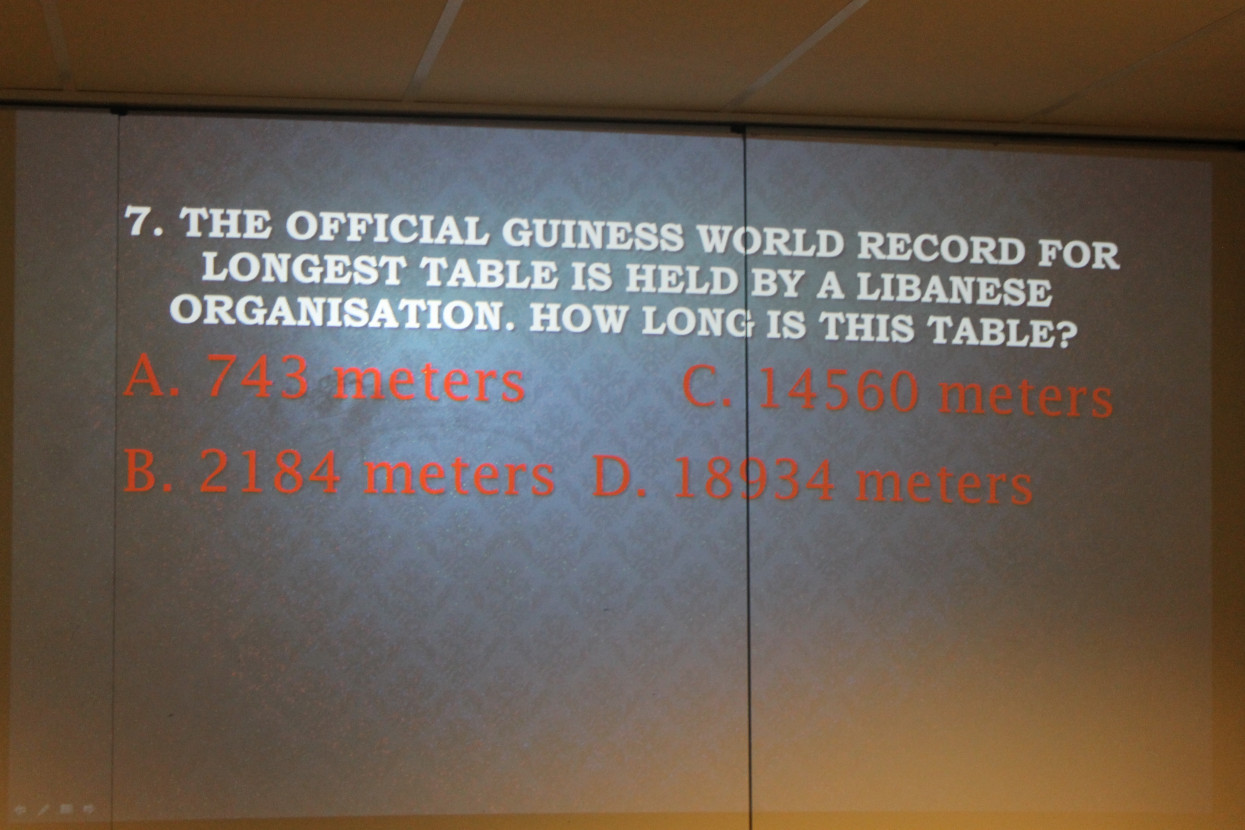 7. THE OFFICIAL GUINESS WORLD RECORD FOR
LONGEST TABLE IS HELD BY A LIBANESE
ORGANISATION. HOW LONG IS THIS TABLE?
A. 743 meters
C. 14560 meters
B. 2184 meters
D. 18934 meters